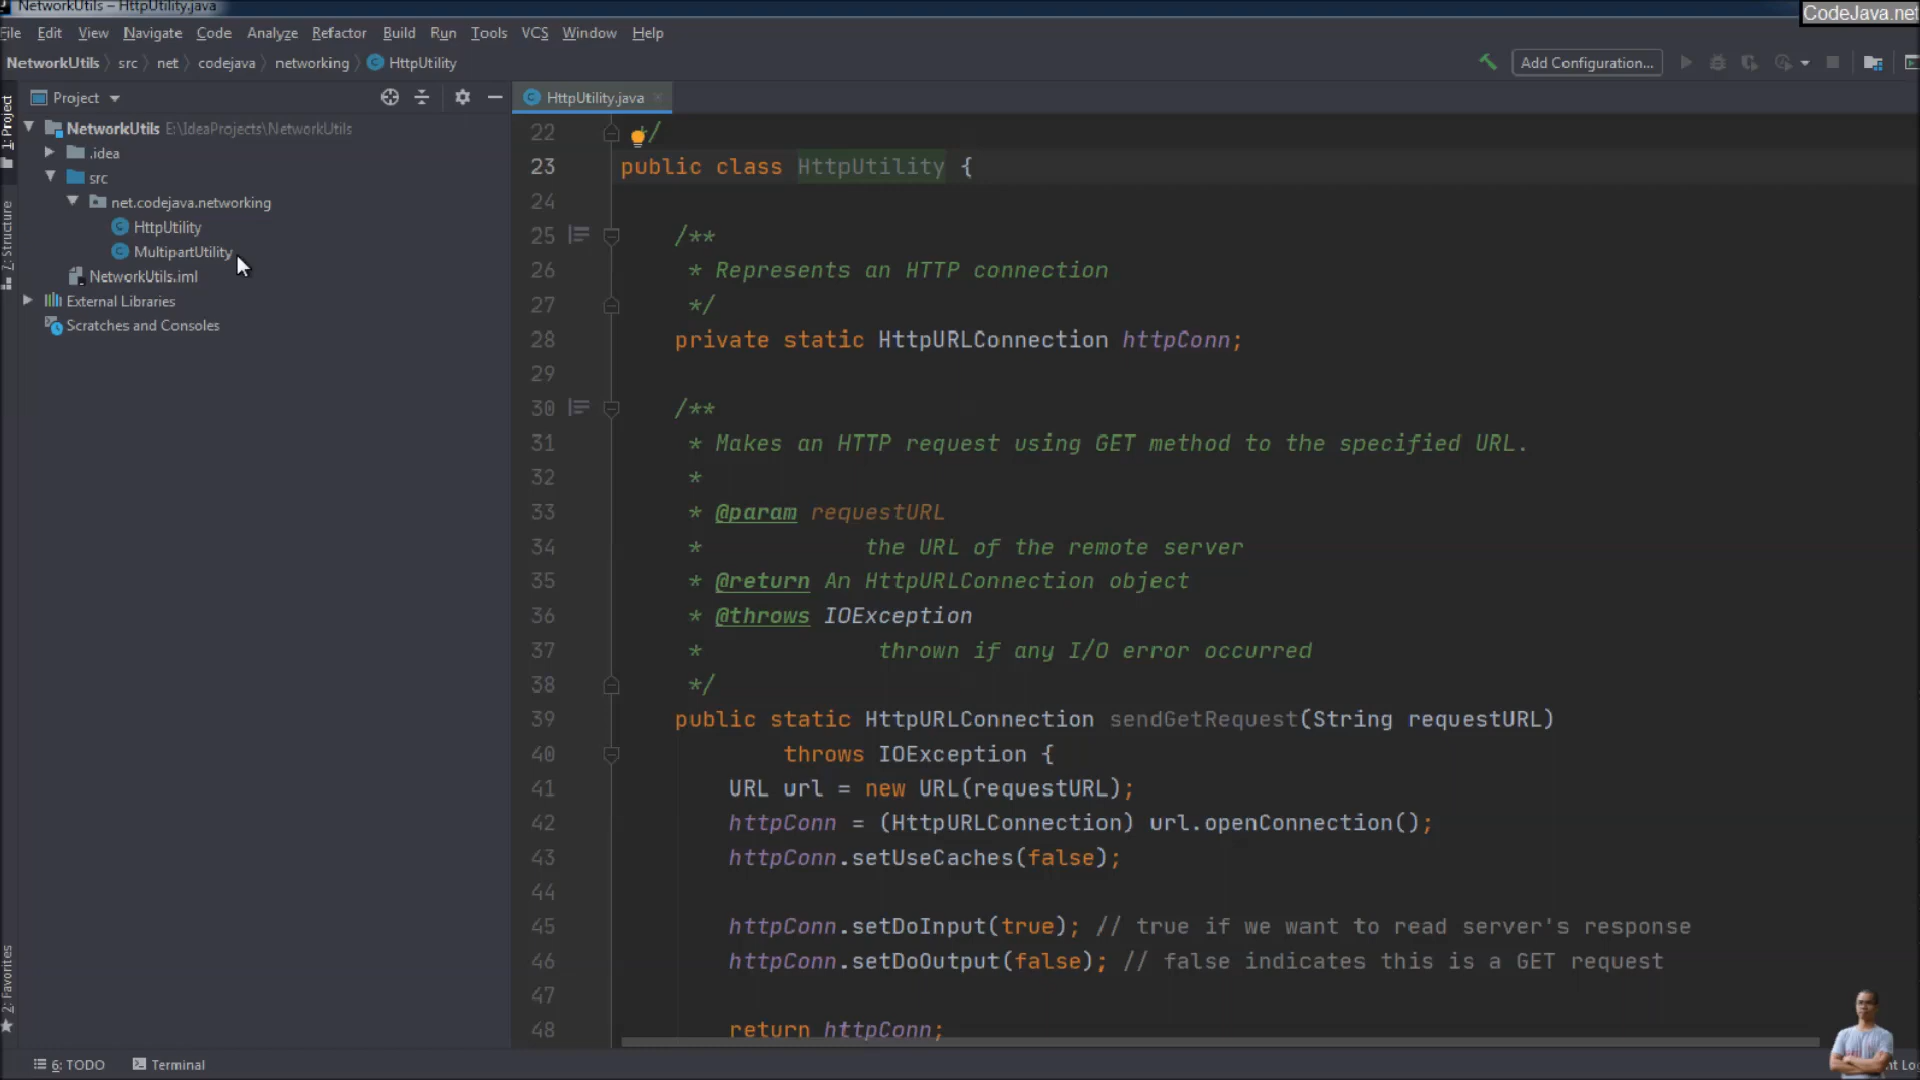 NetworkUtils – HttpUtility.java
CodeJava.net
File Edit View Navigate Code Analyze Refactor Build Run Tools VCS Window Help
NetworkUtils src net codejava networking HttpUtility
Add Configuration...
1: Project
Project
HttpUtility.java
NetworkUtils E:\IdeaProjects\NetworkUtils
.idea
src
net.codejava.networking
HttpUtility
MultipartUtility
NetworkUtils.iml
External Libraries
Scratches and Consoles
7: Structure
2: Favorites
22 */
23 public class HttpUtility {
24
25 /**
26 * Represents an HTTP connection
27 */
28 private static HttpURLConnection httpConn;
29
30 /**
31 * Makes an HTTP request using GET method to the specified URL.
32 *
33 * @param requestURL
34 * the URL of the remote server
35 * @return An HttpURLConnection object
36 * @throws IOException
37 * thrown if any I/O error occurred
38 */
39 public static HttpURLConnection sendGetRequest(String requestURL)
40 throws IOException {
41 URL url = new URL(requestURL);
42 httpConn = (HttpURLConnection) url.openConnection();
43 httpConn.setUseCaches(false);
44
45 httpConn.setDoInput(true); // true if we want to read server's response
46 httpConn.setDoOutput(false); // false indicates this is a GET request
47
48 return httpConn;
6: TODO Terminal